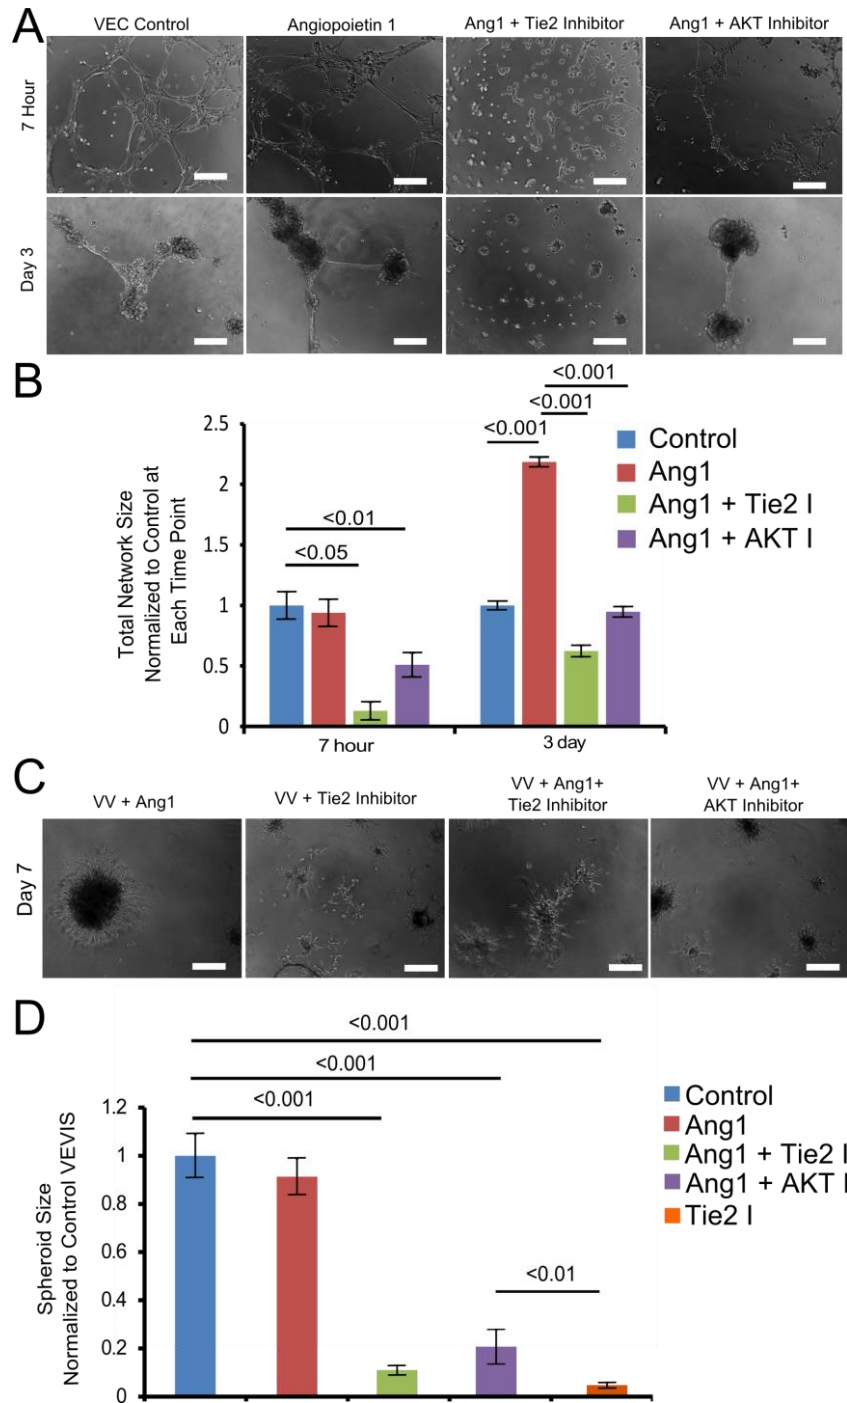 A
VEC Control
Angiopoietin 1
Ang1 + Tie2 Inhibitor
Ang1 + AKT Inhibitor
7 Hour
Day 3
B
<0.001
<0.001
<0.001
<0.01
<0.05
Control
Ang1
Ang1 + Tie2 I
Ang1 + AKT I
Total Network Size
Normalized to Control at
Each Time Point
2.5
2
1.5
1
0.5
0
7 hour
3 day
C
VV + Ang1
VV + Tie2 Inhibitor
VV + Ang1+
Tie2 Inhibitor
VV + Ang1+
AKT Inhibitor
Day 7
D
<0.001
<0.001
<0.001
<0.01
Control
Ang1
Ang1 + Tie2 I
Ang1 + AKT I
Tie2 I
Spheroid Size
Normalized to Control VEVIS
1.2
1
0.8
0.6
0.4
0.2
0